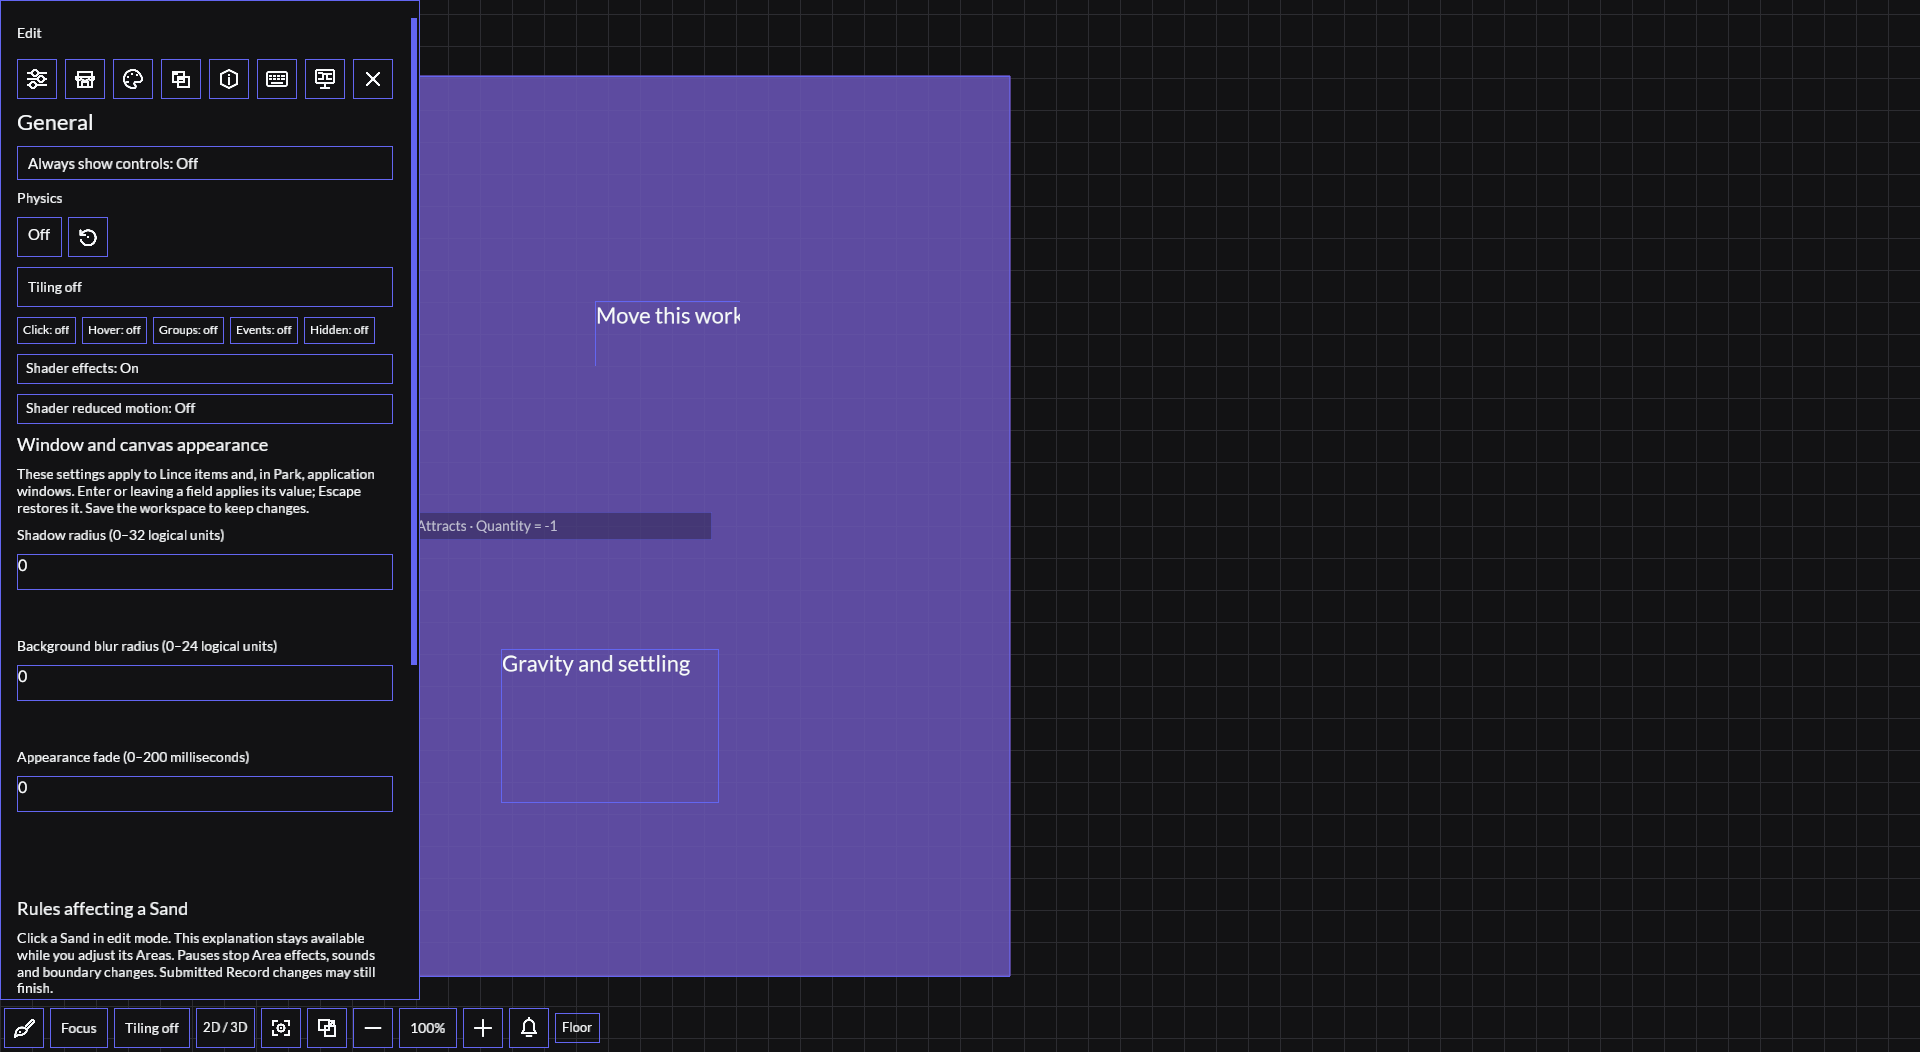 Edit
General
Always show controls: Off
Physics
Off
Tiling off
Click: off
Hover: off
Groups: off
Events: off
Hidden: off
Shader effects: On
Shader reduced motion: Off
Window and canvas appearance
These settings apply to Lince items and, in Park, application
windows. Enter or leaving a field applies its value; Escape
restores it. Save the workspace to keep changes.
Shadow radius (0–32 logical units)
0
Background blur radius (0–24 logical units)
0
Appearance fade (0–200 milliseconds)
0
Rules affecting a Sand
Click a Sand in edit mode. This explanation stays available
while you adjust its Areas. Pauses stop Area effects, sounds
and boundary changes. Submitted Record changes may still
finish.
Move this work
Attracts · Quantity = -1
Gravity and settling
Focus
Tiling off
2D / 3D
100%
Floor